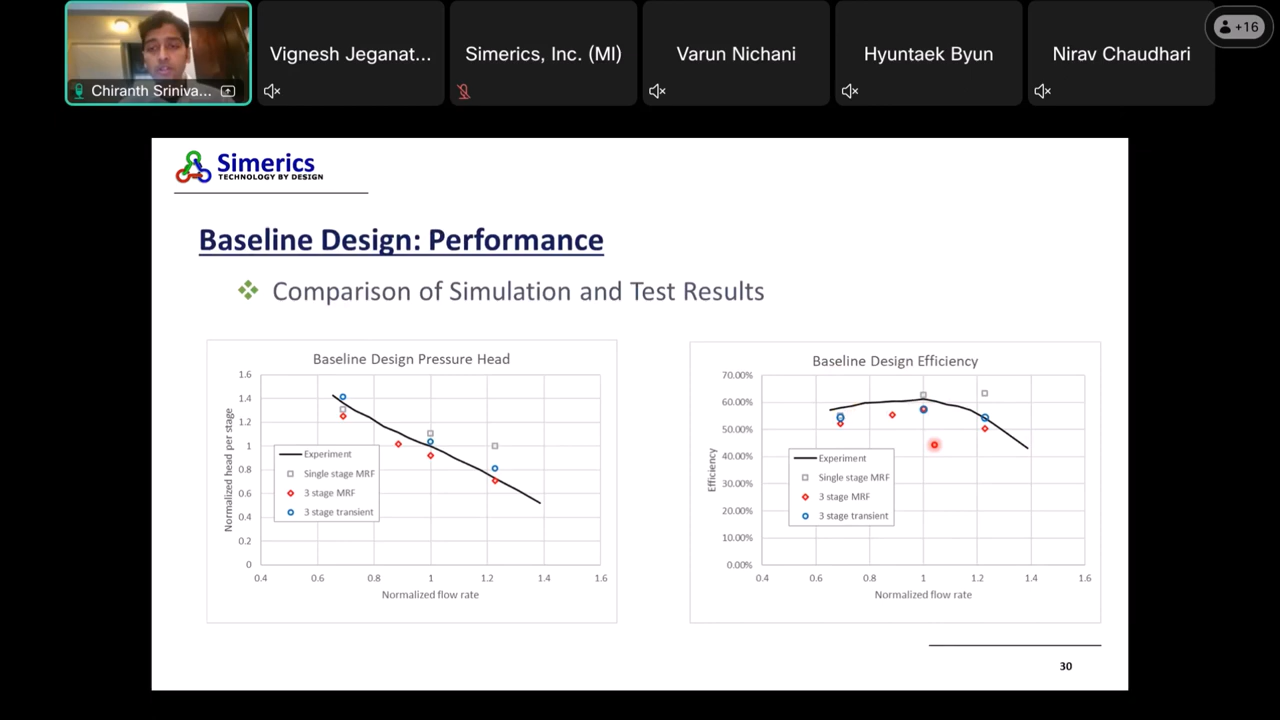 Chiranth Sriniva...
Vignesh Jeganat...
Simerics, Inc. (MI)
Varun Nichani
Hyuntaek Byun
Nirav Chaudhari
+16
Simerics
TECHNOLOGY BY DESIGN
Baseline Design: Performance
Comparison of Simulation and Test Results
Baseline Design Pressure Head
1.6
1.4
1.2
1
0.8
0.6
0.4
0.2
0
Normalized head per stage
Experiment
Single stage MRF
3 stage MRF
3 stage transient
0.4 0.6 0.8 1 1.2 1.4 1.6
Normalized flow rate
Baseline Design Efficiency
70.00%
60.00%
50.00%
40.00%
30.00%
20.00%
10.00%
0.00%
Efficiency
Experiment
Single stage MRF
3 stage MRF
3 stage transient
0.4 0.6 0.8 1 1.2 1.4 1.6
Normalized flow rate
30